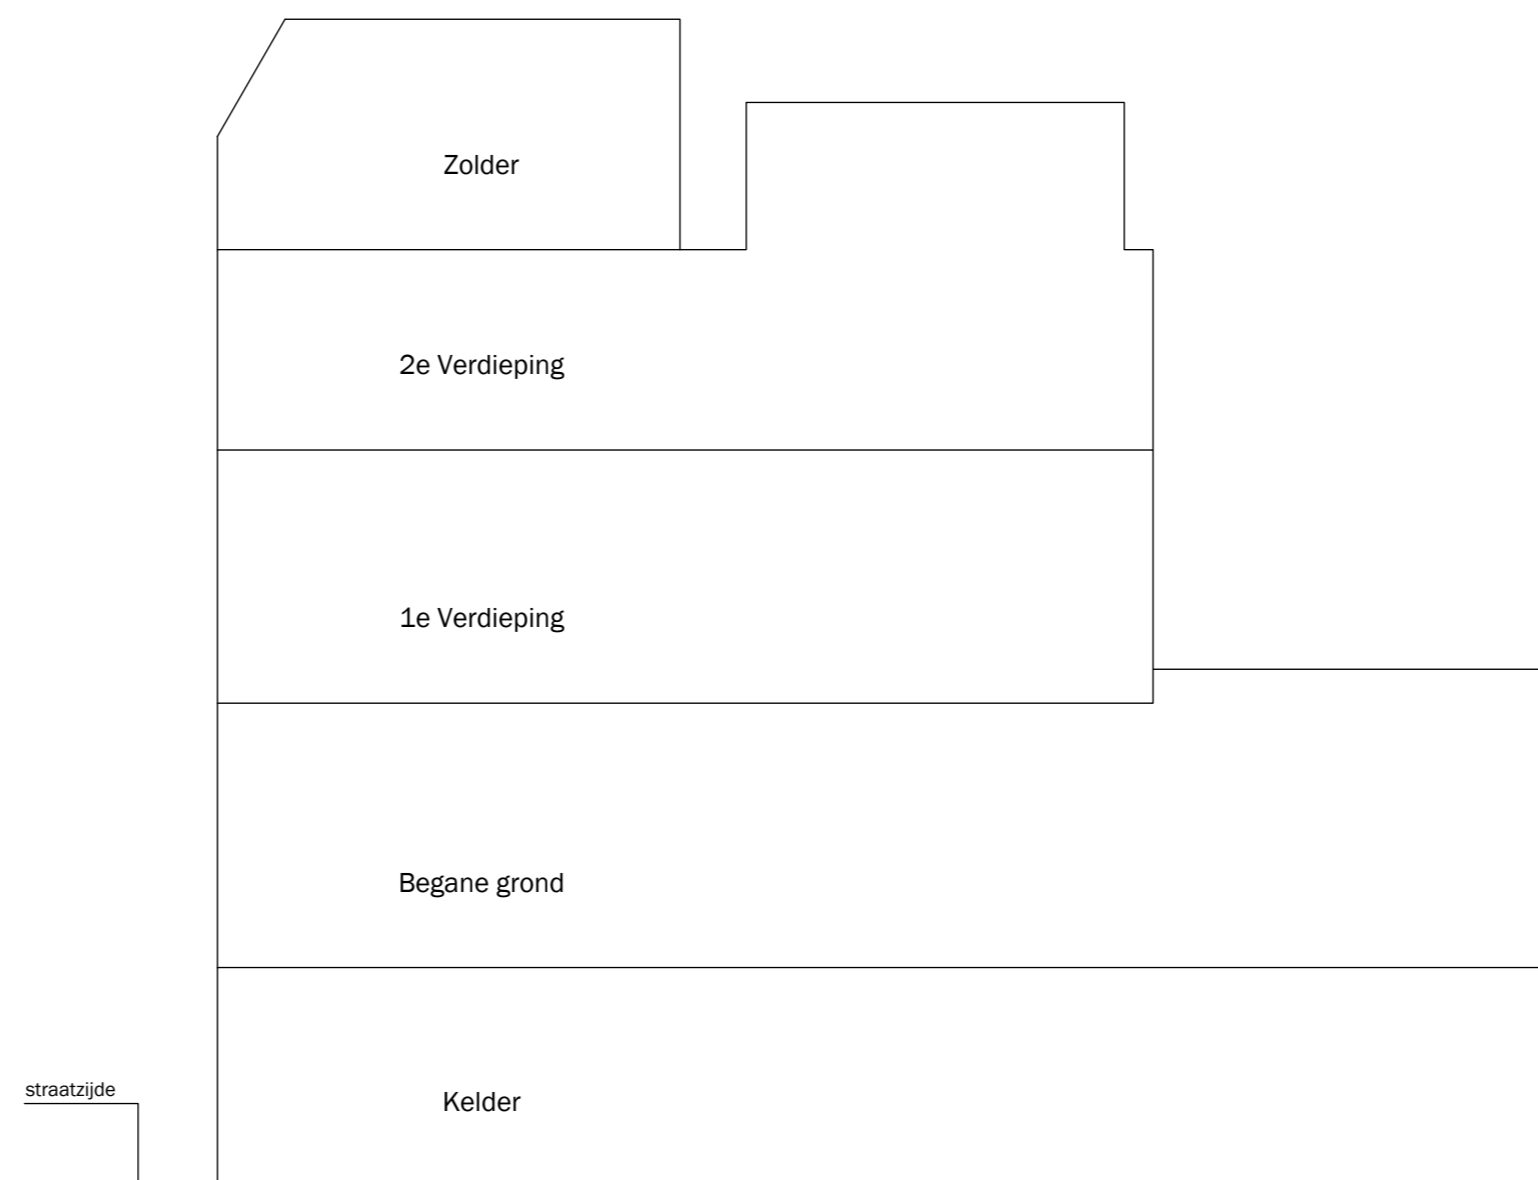 Zolder
2e Verdieping
1e Verdieping
Begane grond
straatzijde
Kelder